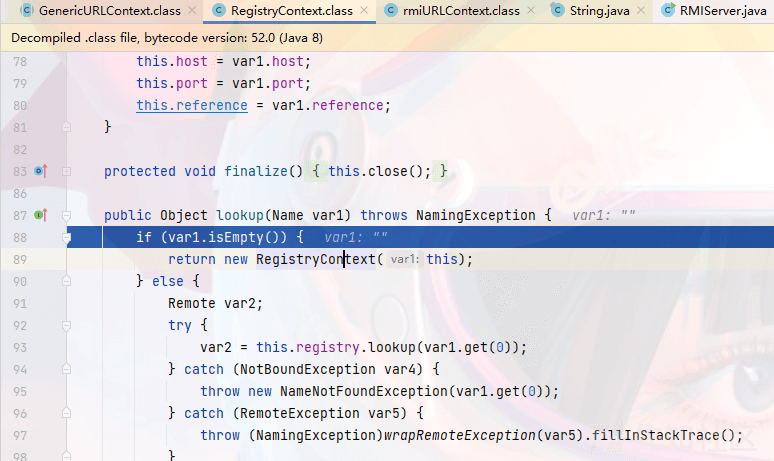 GenericURLContext.class RegistryContext.class rmiURLContext.class String.java RMIServer.java
Decompiled .class file, bytecode version: 52.0 (Java 8)
78 this.host = var1.host;
79 this.port = var1.port;
80 this.reference = var1.reference;
81 }
82
83 protected void finalize() { this.close(); }
86
87 public Object lookup(Name var1) throws NamingException { var1: ""
88 if (var1.isEmpty()) { var1: ""
89 return new RegistryContext( var1: this);
90 } else {
91 Remote var2;
92 try {
93 var2 = this.registry.lookup(var1.get(0));
94 } catch (NotBoundException var4) {
95 throw new NameNotFoundException(var1.get(0));
96 } catch (RemoteException var5) {
97 throw (NamingException)wrapRemoteException(var5).fillInStackTrace();
98 }